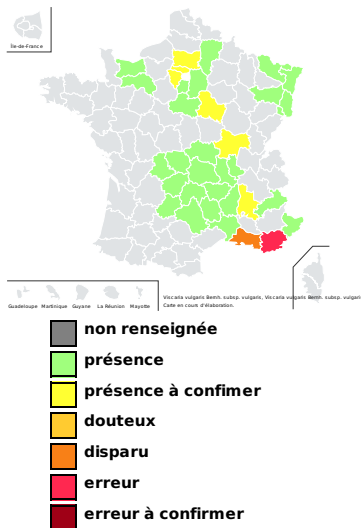 Île-de-France
Guadeloupe Martinique Guyane La Réunion Mayotte
Viscaria vulgaris Bernh. subsp. vulgaris, Viscaria vulgaris Bernh. subsp. vulgaris
Carte en cours d'élaboration.
non renseignée
présence
présence à confimer
douteux
disparu
erreur
erreur à confirmer